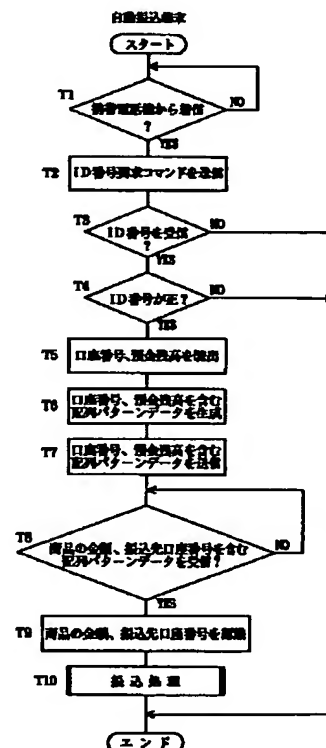 自動振込端末
スタート
T1
携帯電話機から着信
?
NO
YES
T2
ID番号要求コマンドを送信
T3
ID番号を受信
?
NO
YES
T4
ID番号が正?
NO
YES
T5
口座番号、預金残高を検出
T6
口座番号、預金残高を含む
配列パターンデータを生成
T7
口座番号、預金残高を含む
配列パターンデータを送信
T8
商品の金額、振込先口座番号を含む
配列パターンデータを受信?
NO
YES
T9
商品の金額、振込先口座番号を認識
T10
振込処理
エンド